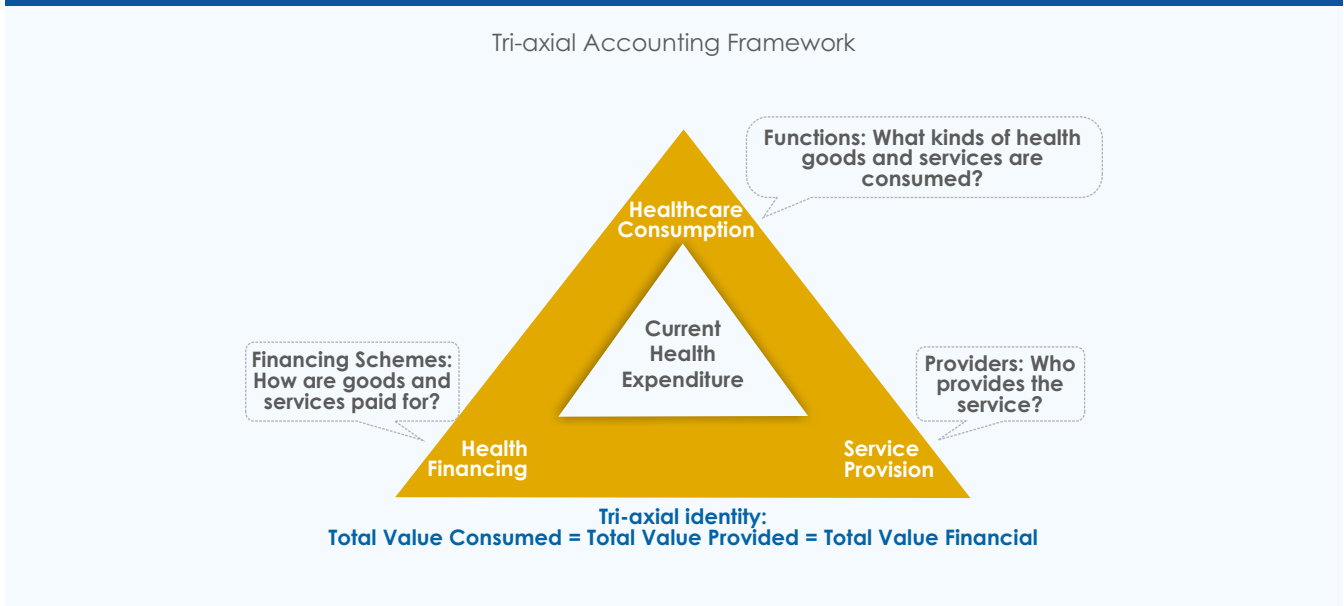 Tri-axial Accounting Framework
Functions: What kinds of health
goods and services are
consumed?
Healthcare
Consumption
Current
Health
Expenditure
Financing Schemes:
How are goods and
services paid for?
Providers: Who
provides the
service?
Health
Financing
Service
Provision
Tri-axial identity:
Total Value Consumed = Total Value Provided = Total Value Financial